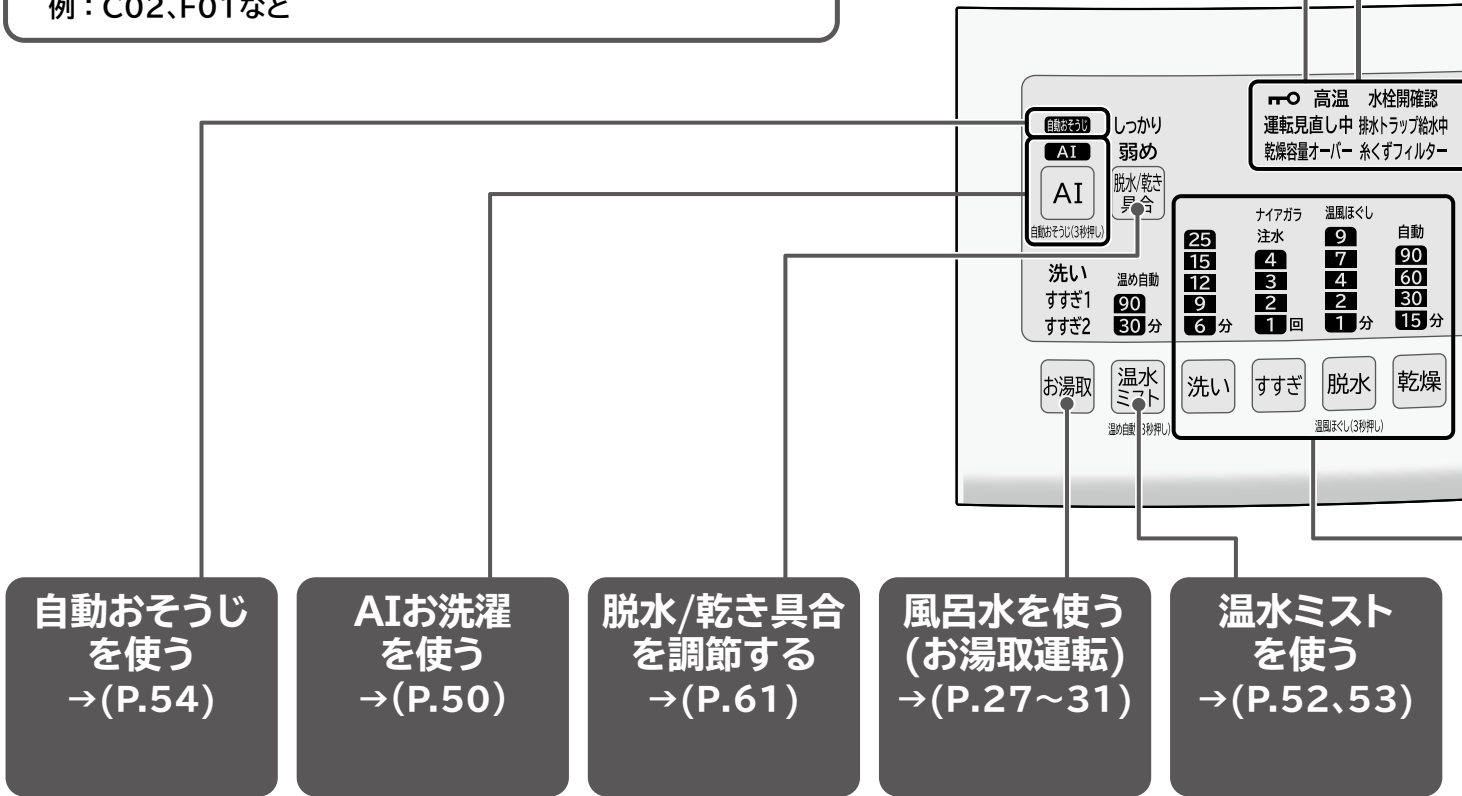 例：C02、F01など
高温 水栓開確認
運転見直し中 排水トラップ給水中
乾燥容量オーバー 糸くずフィルター
自動おそうじ しっかり
AI 弱め
AI
脱水/乾き
具合
自動おそうじ(3秒押し)
洗い
すすぎ1
すすぎ2
温め自動
90
30 分
25
15
12
9
6 分
ナイアガラ
注水
4
3
2
1 回
温風ほぐし
9
7
4
2
1 分
自動
90
60
30
15 分
お湯取
温水
ミスト
洗い
すすぎ
脱水
乾燥
温め自動(3秒押し)
温風ほぐし(3秒押し)
自動おそうじ
を使う
→(P.54)
AIお洗濯
を使う
→(P.50)
脱水/乾き具合
を調節する
→(P.61)
風呂水を使う
(お湯取運転)
→(P.27～31)
温水ミスト
を使う
→(P.52、53)